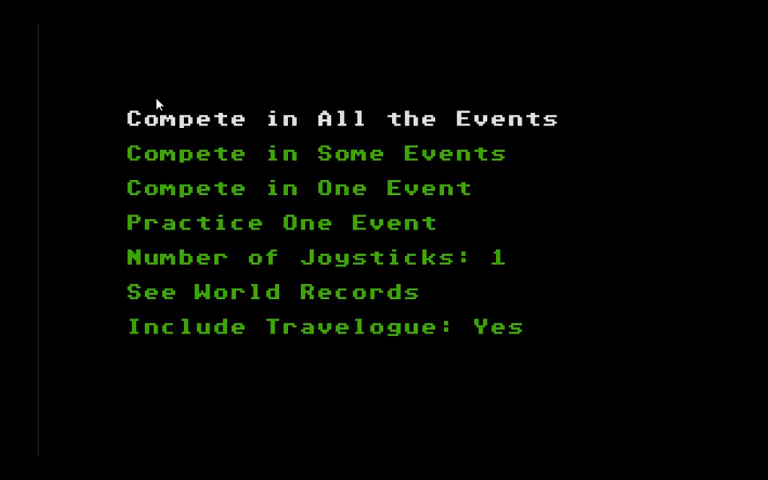 Compete in All the Events
Compete in Some Events
Compete in One Event
Practice One Event
Number of Joysticks: 1
See World Records
Include Travelogue: Yes